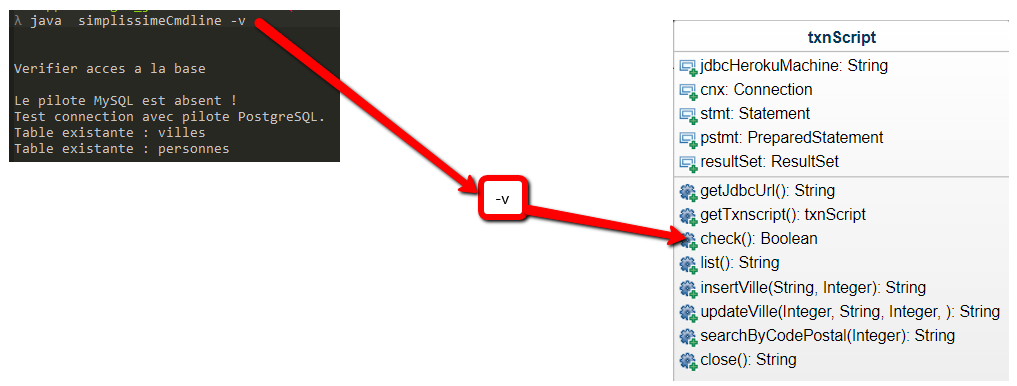 λ java simplissimeCmdline -v
Verifier acces a la base
Le pilote MySQL est absent !
Test connection avec pilote PostgreSQL.
Table existante : villes
Table existante : personnes
-v
txnScript
jdbcHerokuMachine: String
cnx: Connection
stmt: Statement
pstmt: PreparedStatement
resultSet: ResultSet
getJdbcUrl(): String
getTxnscript(): txnScript
check(): Boolean
list(): String
insertVille(String, Integer): String
updateVille(Integer, String, Integer, ): String
searchByCodePostal(Integer): String
close(): String